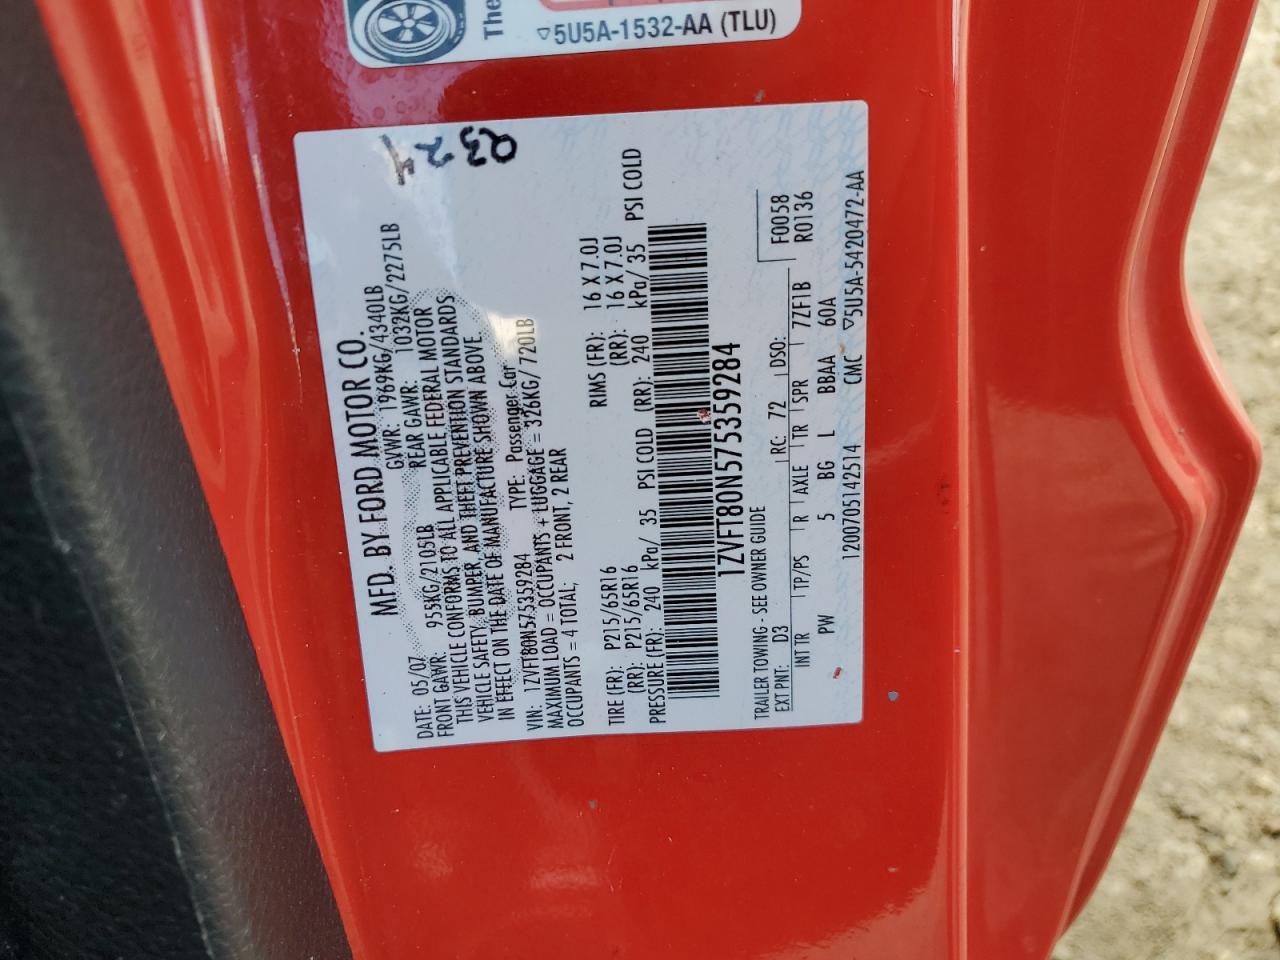 The
▽5U5A-1532-AA (TLU)
0324
MFD. BY FORD MOTOR CO.
DATE: 05/07 GVWR: 1969KG/4340LB
FRONT GAWR: 955KG/2105LB REAR GAWR: 1032KG/2275LB
THIS VEHICLE CONFORMS TO ALL APPLICABLE FEDERAL MOTOR
VEHICLE SAFETY, BUMPER, AND THEFT PREVENTION STANDARDS
IN EFFECT ON THE DATE OF MANUFACTURE SHOWN ABOVE
VIN: 1ZVFT80N575359284 TYPE: Passenger Car
MAXIMUM LOAD = OCCUPANTS + LUGGAGE = 326KG/720LB
OCCUPANTS = 4 TOTAL, 2 FRONT, 2 REAR
TIRE (FR): P215/65R16 RIMS (FR): 16 X 7.0J
(RR): P215/65R16 (RR): 16 X 7.0J
PRESSURE (FR): 240 kPa/ 35 PSI COLD (RR): 240 kPa/ 35 PSI COLD
1ZVFT80N575359284
TRAILER TOWING - SEE OWNER GUIDE F0058
EXT PNT: D3 RC: 72 DSO: R0136
INT TR TP/PS R AXLE TR SPR 7ZF1B
PW 5 BG L BBAA 60A
1200705142514 CMC ▽5U5A-5420472-AA